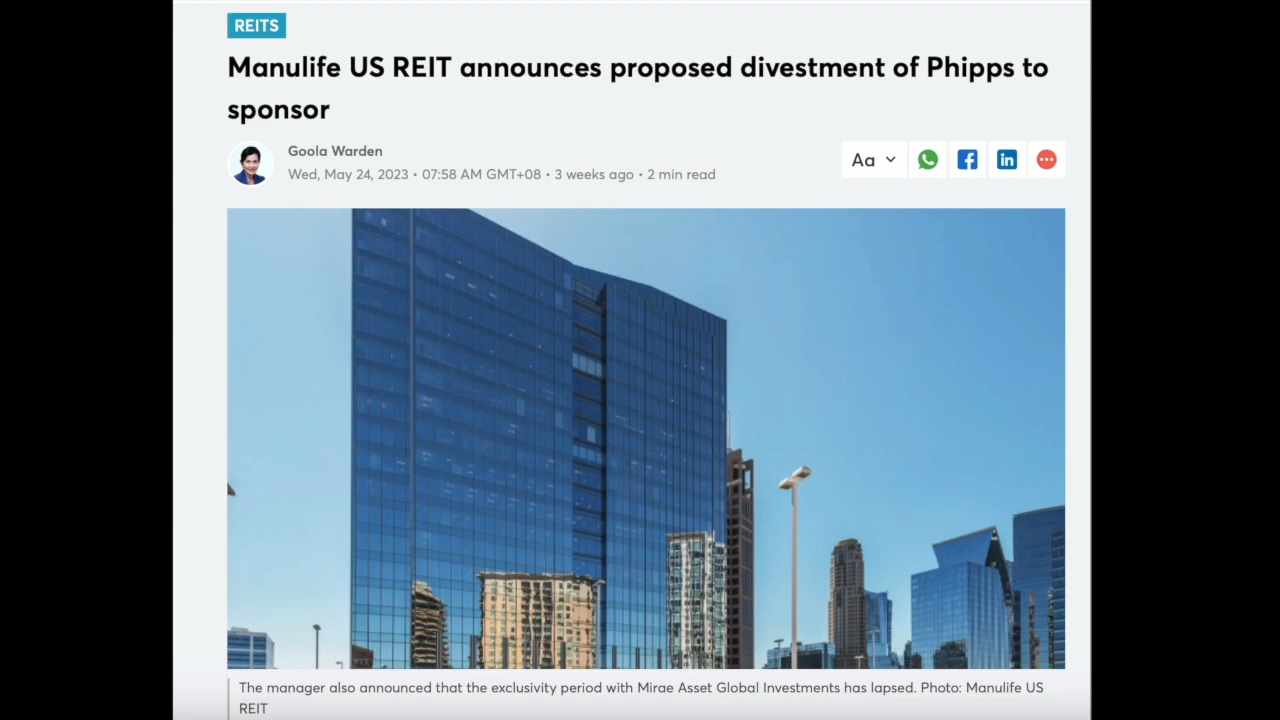 REITS
Manulife US REIT announces proposed divestment of Phipps to
sponsor
Goola Warden
Wed, May 24, 2023 • 07:58 AM GMT+08 • 3 weeks ago • 2 min read
Aa
in
The manager also announced that the exclusivity period with Mirae Asset Global Investments has lapsed. Photo: Manulife US
REIT